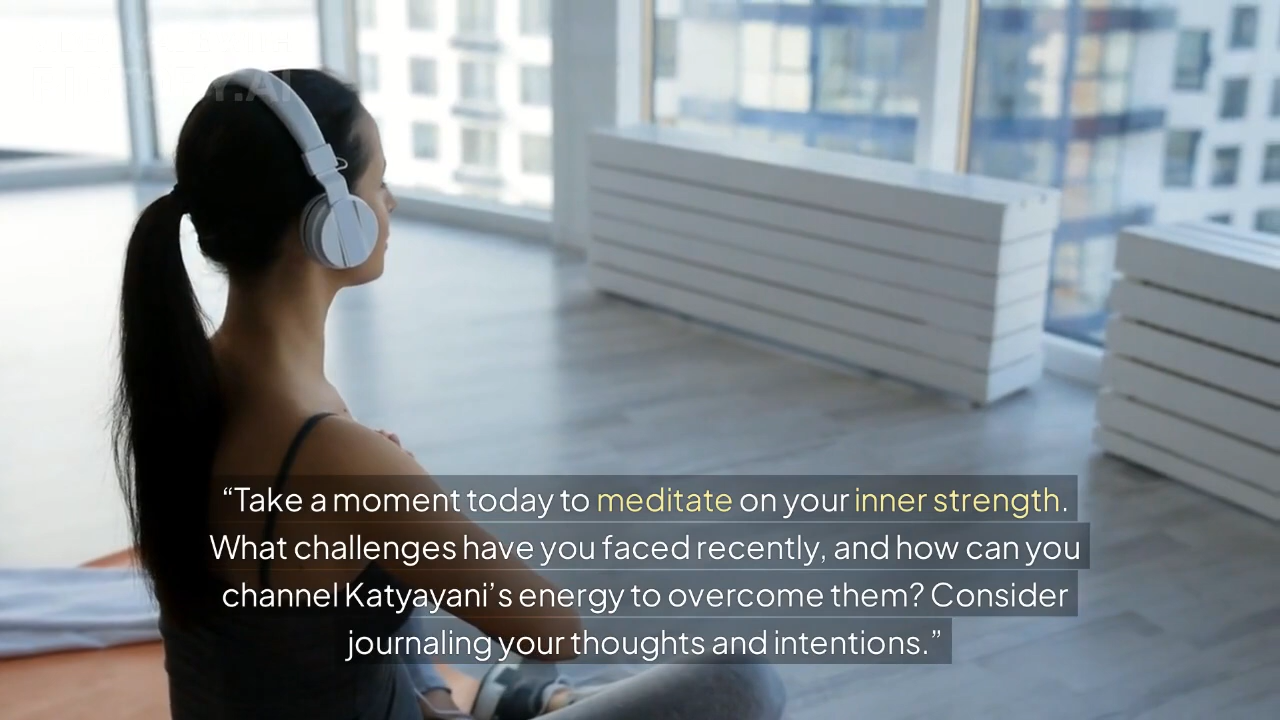 “Take a moment today to meditate on your inner strength.
What challenges have you faced recently, and how can you
channel Katyayani’s energy to overcome them? Consider
journaling your thoughts and intentions.”